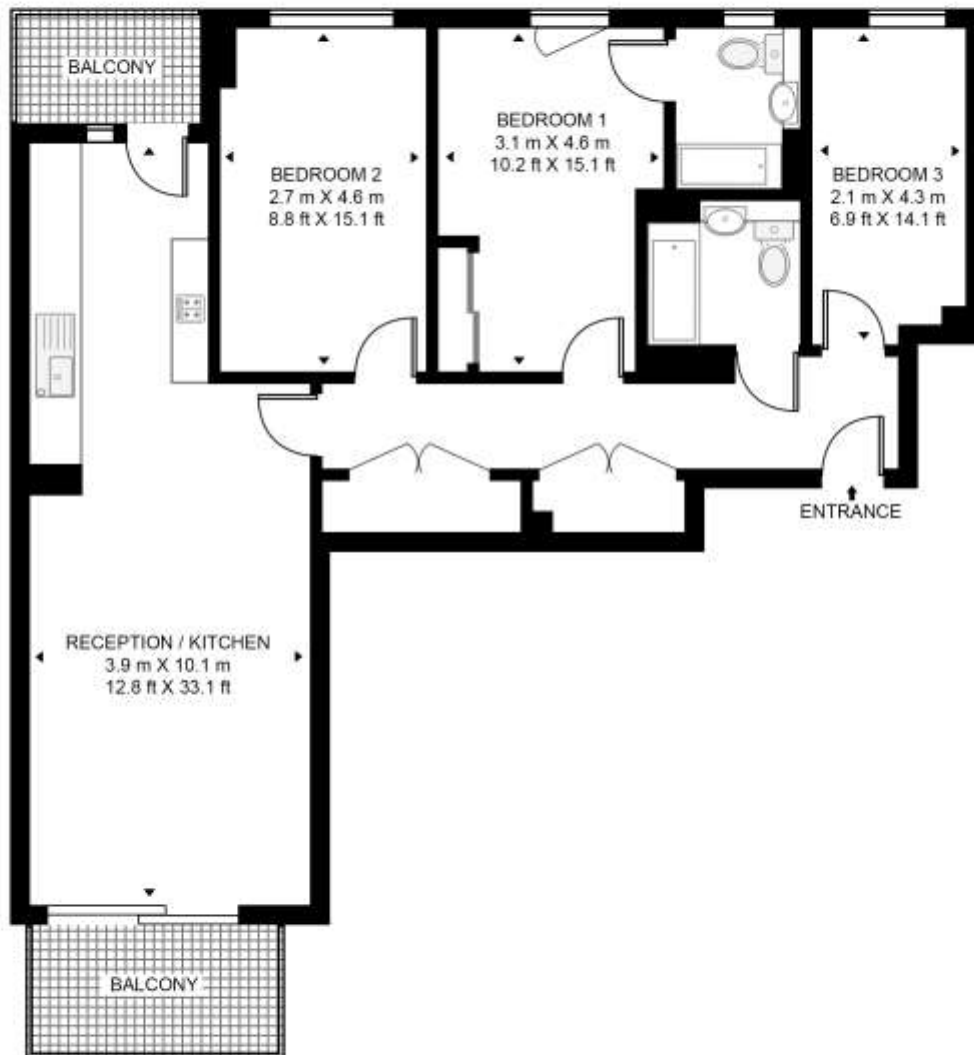 BALCONY
BEDROOM 1
3.1 m X 4.6 m
10.2 ft X 15.1 ft
BEDROOM 2
2.7 m X 4.6 m
8.8 ft X 15.1 ft
BEDROOM 3
2.1 m X 4.3 m
6.9 ft X 14.1 ft
ENTRANCE
RECEPTION / KITCHEN
3.9 m X 10.1 m
12.8 ft X 33.1 ft
BALCONY